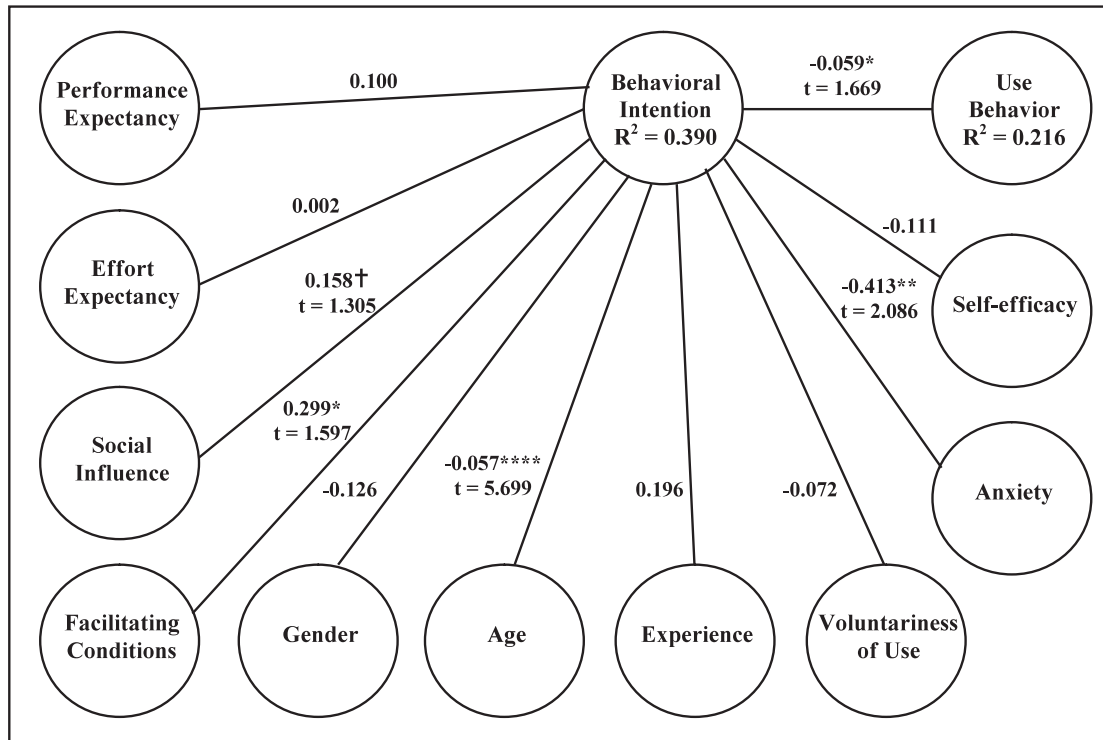 Performance
Expectancy
0.100
Behavioral
Intention
R² = 0.390
-0.059*
t = 1.669
Use
Behavior
R² = 0.216
Effort
Expectancy
0.002
-0.111
Self-efficacy
0.158†
t = 1.305
-0.413**
t = 2.086
Social
Influence
0.299*
t = 1.597
-0.126
-0.057****
t = 5.699
0.196
-0.072
Anxiety
Facilitating
Conditions
Gender
Age
Experience
Voluntariness
of Use